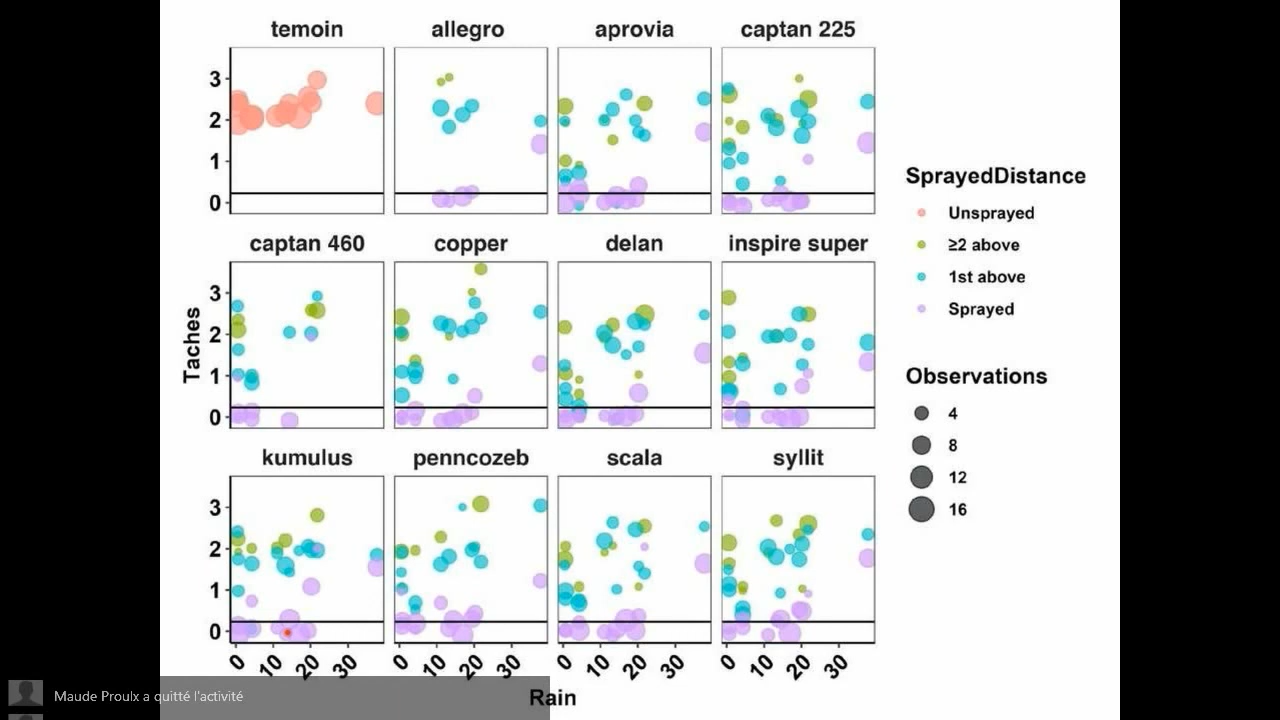 temoin allegro aprovia captan 225
3
2
1
0
captan 460 copper delan inspire super
3
2
1
0
kumulus penncozeb scala syllit
3
2
1
0
0 10 20 30 0 10 20 30 0 10 20 30 0 10 20 30
Taches
Rain
SprayedDistance
Unsprayed
≥2 above
1st above
Sprayed
Observations
4
8
12
16
Maude Proulx a quitté l'activité